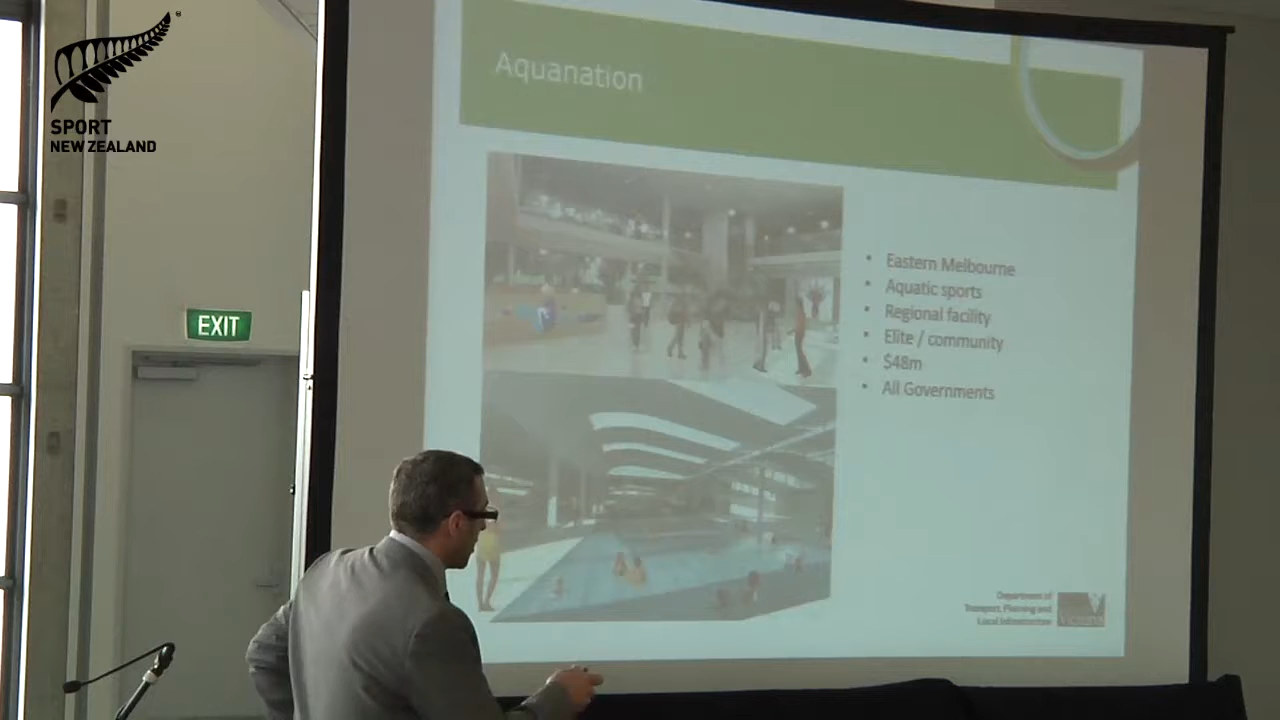 SPORT
NEW ZEALAND
EXIT
Aquanation
• Eastern Melbourne
• Aquatic sports
• Regional facility
• Elite / community
• $48m
• All Governments
Department of
Transport, Planning and
Local Infrastructure
Victoria